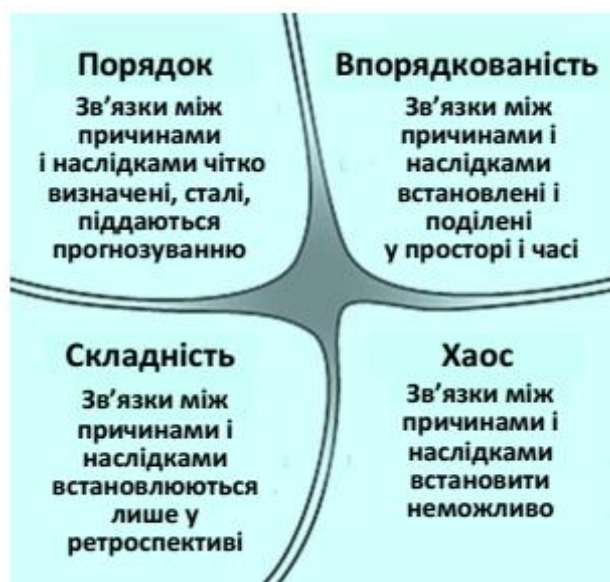 Порядок
Зв’язки між
причинами
і наслідками чітко
визначені, сталі,
піддаються
прогнозуванню
Впорядкованість
Зв’язки між
причинами і
наслідками
встановлені і
поділені
у просторі і часі
Складність
Зв’язки між
причинами і
наслідками
встановлюються
лише у
ретроспективі
Хаос
Зв’язки між
причинами і
наслідками
встановити
неможливо